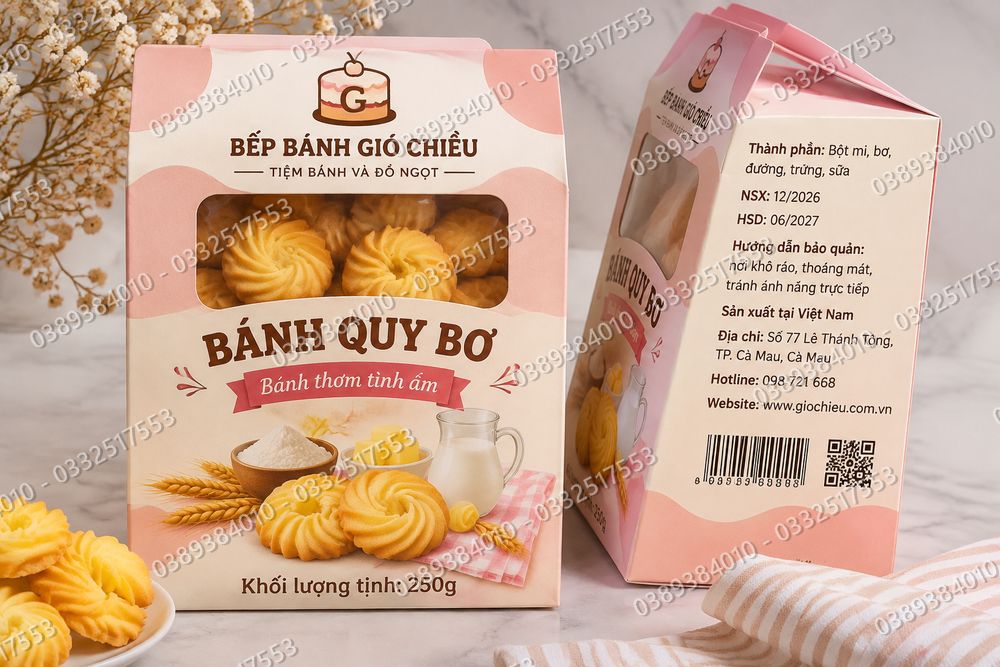 G
BẾP BÁNH GIÓ CHIỀU
TIỆM BÁNH VÀ ĐỒ NGỌT
BÁNH QUY BƠ
Bánh thơm tình ấm
Khối lượng tịnh: 250g
G
BẾP BÁNH GIÓ CHIỀU
BÁNH QUY BƠ
250g
Thành phần: Bột mì, bơ,
đường, trứng, sữa
NSX: 12/2026
HSD: 06/2027
Hướng dẫn bảo quản:
nơi khô ráo, thoáng mát,
tránh ánh nắng trực tiếp
Sản xuất tại Việt Nam
Địa chỉ: Số 77 Lê Thánh Tông,
TP. Cà Mau, Cà Mau
Hotline: 098 721 668
Website: www.giochieu.com.vn
0389384010 - 0332517553